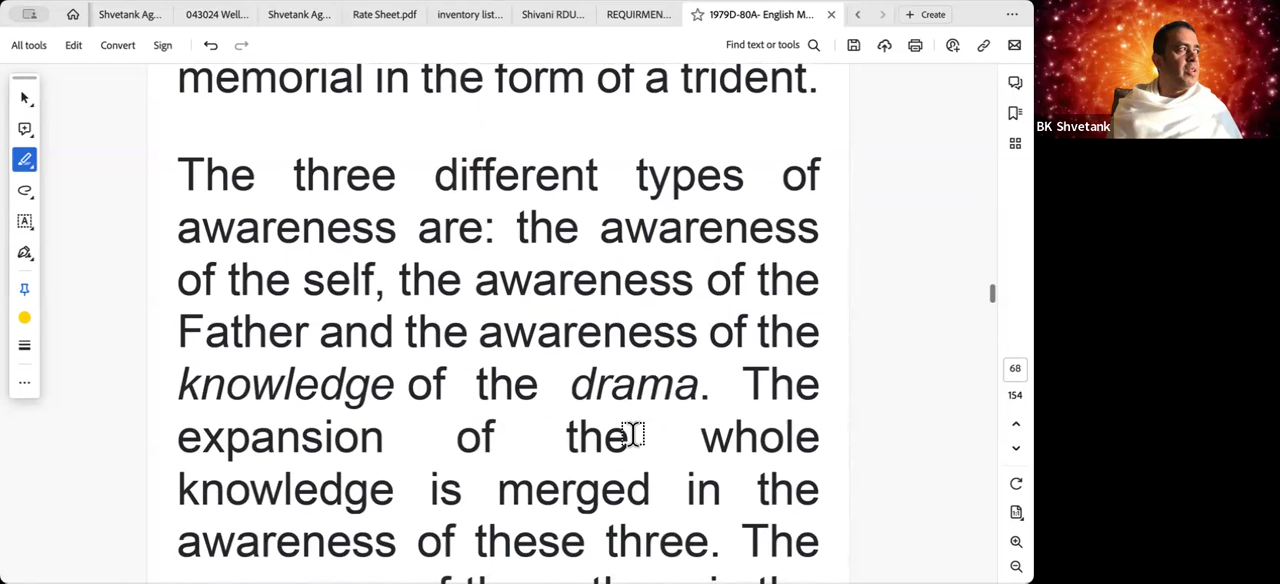 Shvetank Ag...
043024 Well...
Shvetank Ag...
Rate Sheet.pdf
inventory list...
Shivani RDU...
REQUIRMEN...
1979D-80A- English M...
Create
All tools
Edit
Convert
Sign
Find text or tools
BK Shvetank
memorial in the form of a trident.
The three different types of
awareness are: the awareness
of the self, the awareness of the
Father and the awareness of the
knowledge of the drama. The
expansion of the whole
knowledge is merged in the
awareness of these three. The
68
154